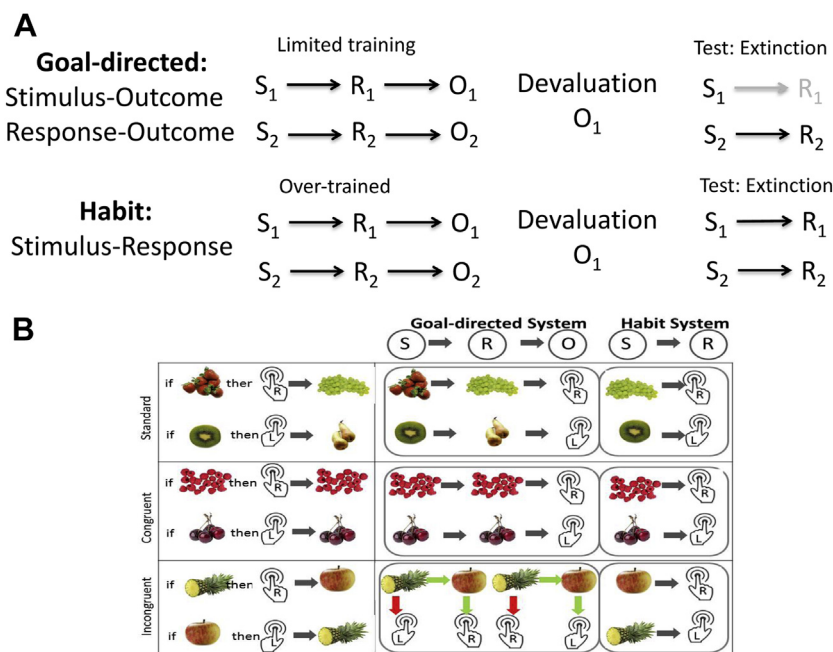 A
Limited training
Test: Extinction
Goal-directed:
Stimulus-Outcome
Response-Outcome
S₁ R₁ O₁
S₂ R₂ O₂
Devaluation
O₁
S₁ R₁
S₂ R₂
Over-trained
Test: Extinction
Habit:
Stimulus-Response
S₁ R₁ O₁
S₂ R₂ O₂
Devaluation
O₁
S₁ R₁
S₂ R₂
B
Goal-directed System Habit System
S R O S R
Standard
if ther R R R
if then L L L
Congruent
if then R R R
if then L L L
Incongruent
if then R R
if then L L R R L L